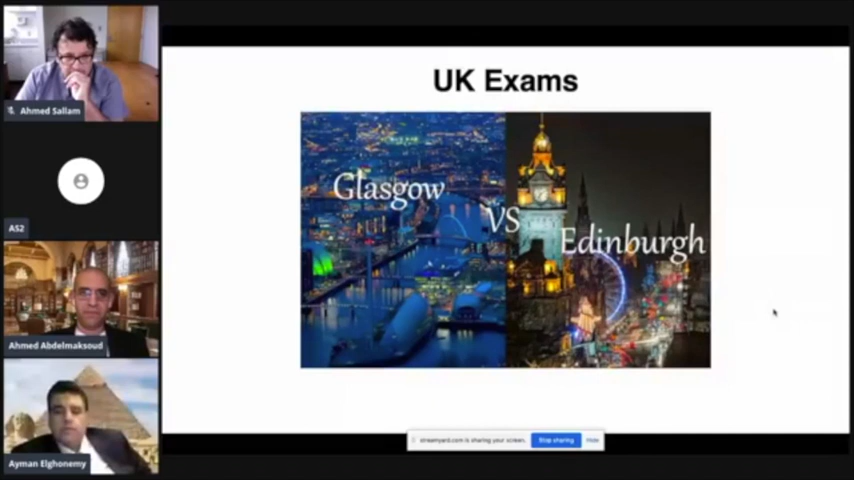 Ahmed Sallam
AS2
Ahmed Abdelmaksoud
Ayman Elghonemy
UK Exams
Glasgow
VS
Edinburgh
streamyard.com is sharing your screen.
Stop sharing
Hide